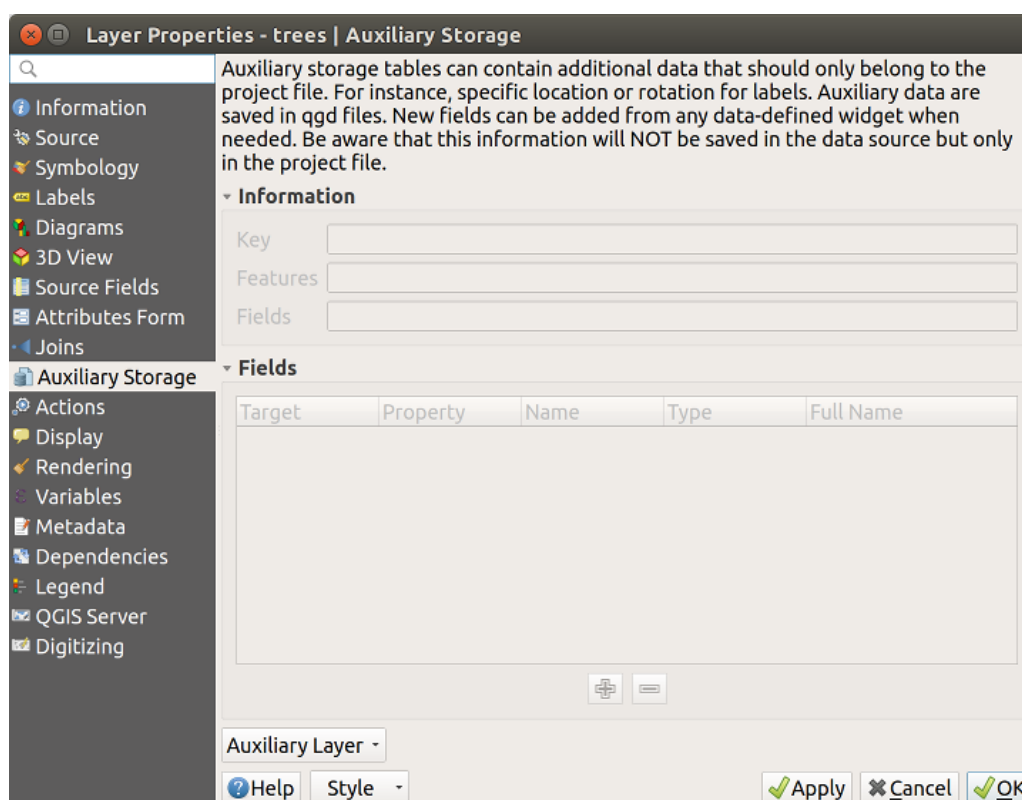 Layer Properties - trees | Auxiliary Storage
Information
Source
Symbology
Labels
Diagrams
3D View
Source Fields
Attributes Form
Joins
Auxiliary Storage
Actions
Display
Rendering
Variables
Metadata
Dependencies
Legend
QGIS Server
Digitizing
Auxiliary storage tables can contain additional data that should only belong to the
project file. For instance, specific location or rotation for labels. Auxiliary data are
saved in qgd files. New fields can be added from any data-defined widget when
needed. Be aware that this information will NOT be saved in the data source but only
in the project file.
Information
Key
Features
Fields
Fields
Target Property Name Type Full Name
Auxiliary Layer
Help Style Apply Cancel OK